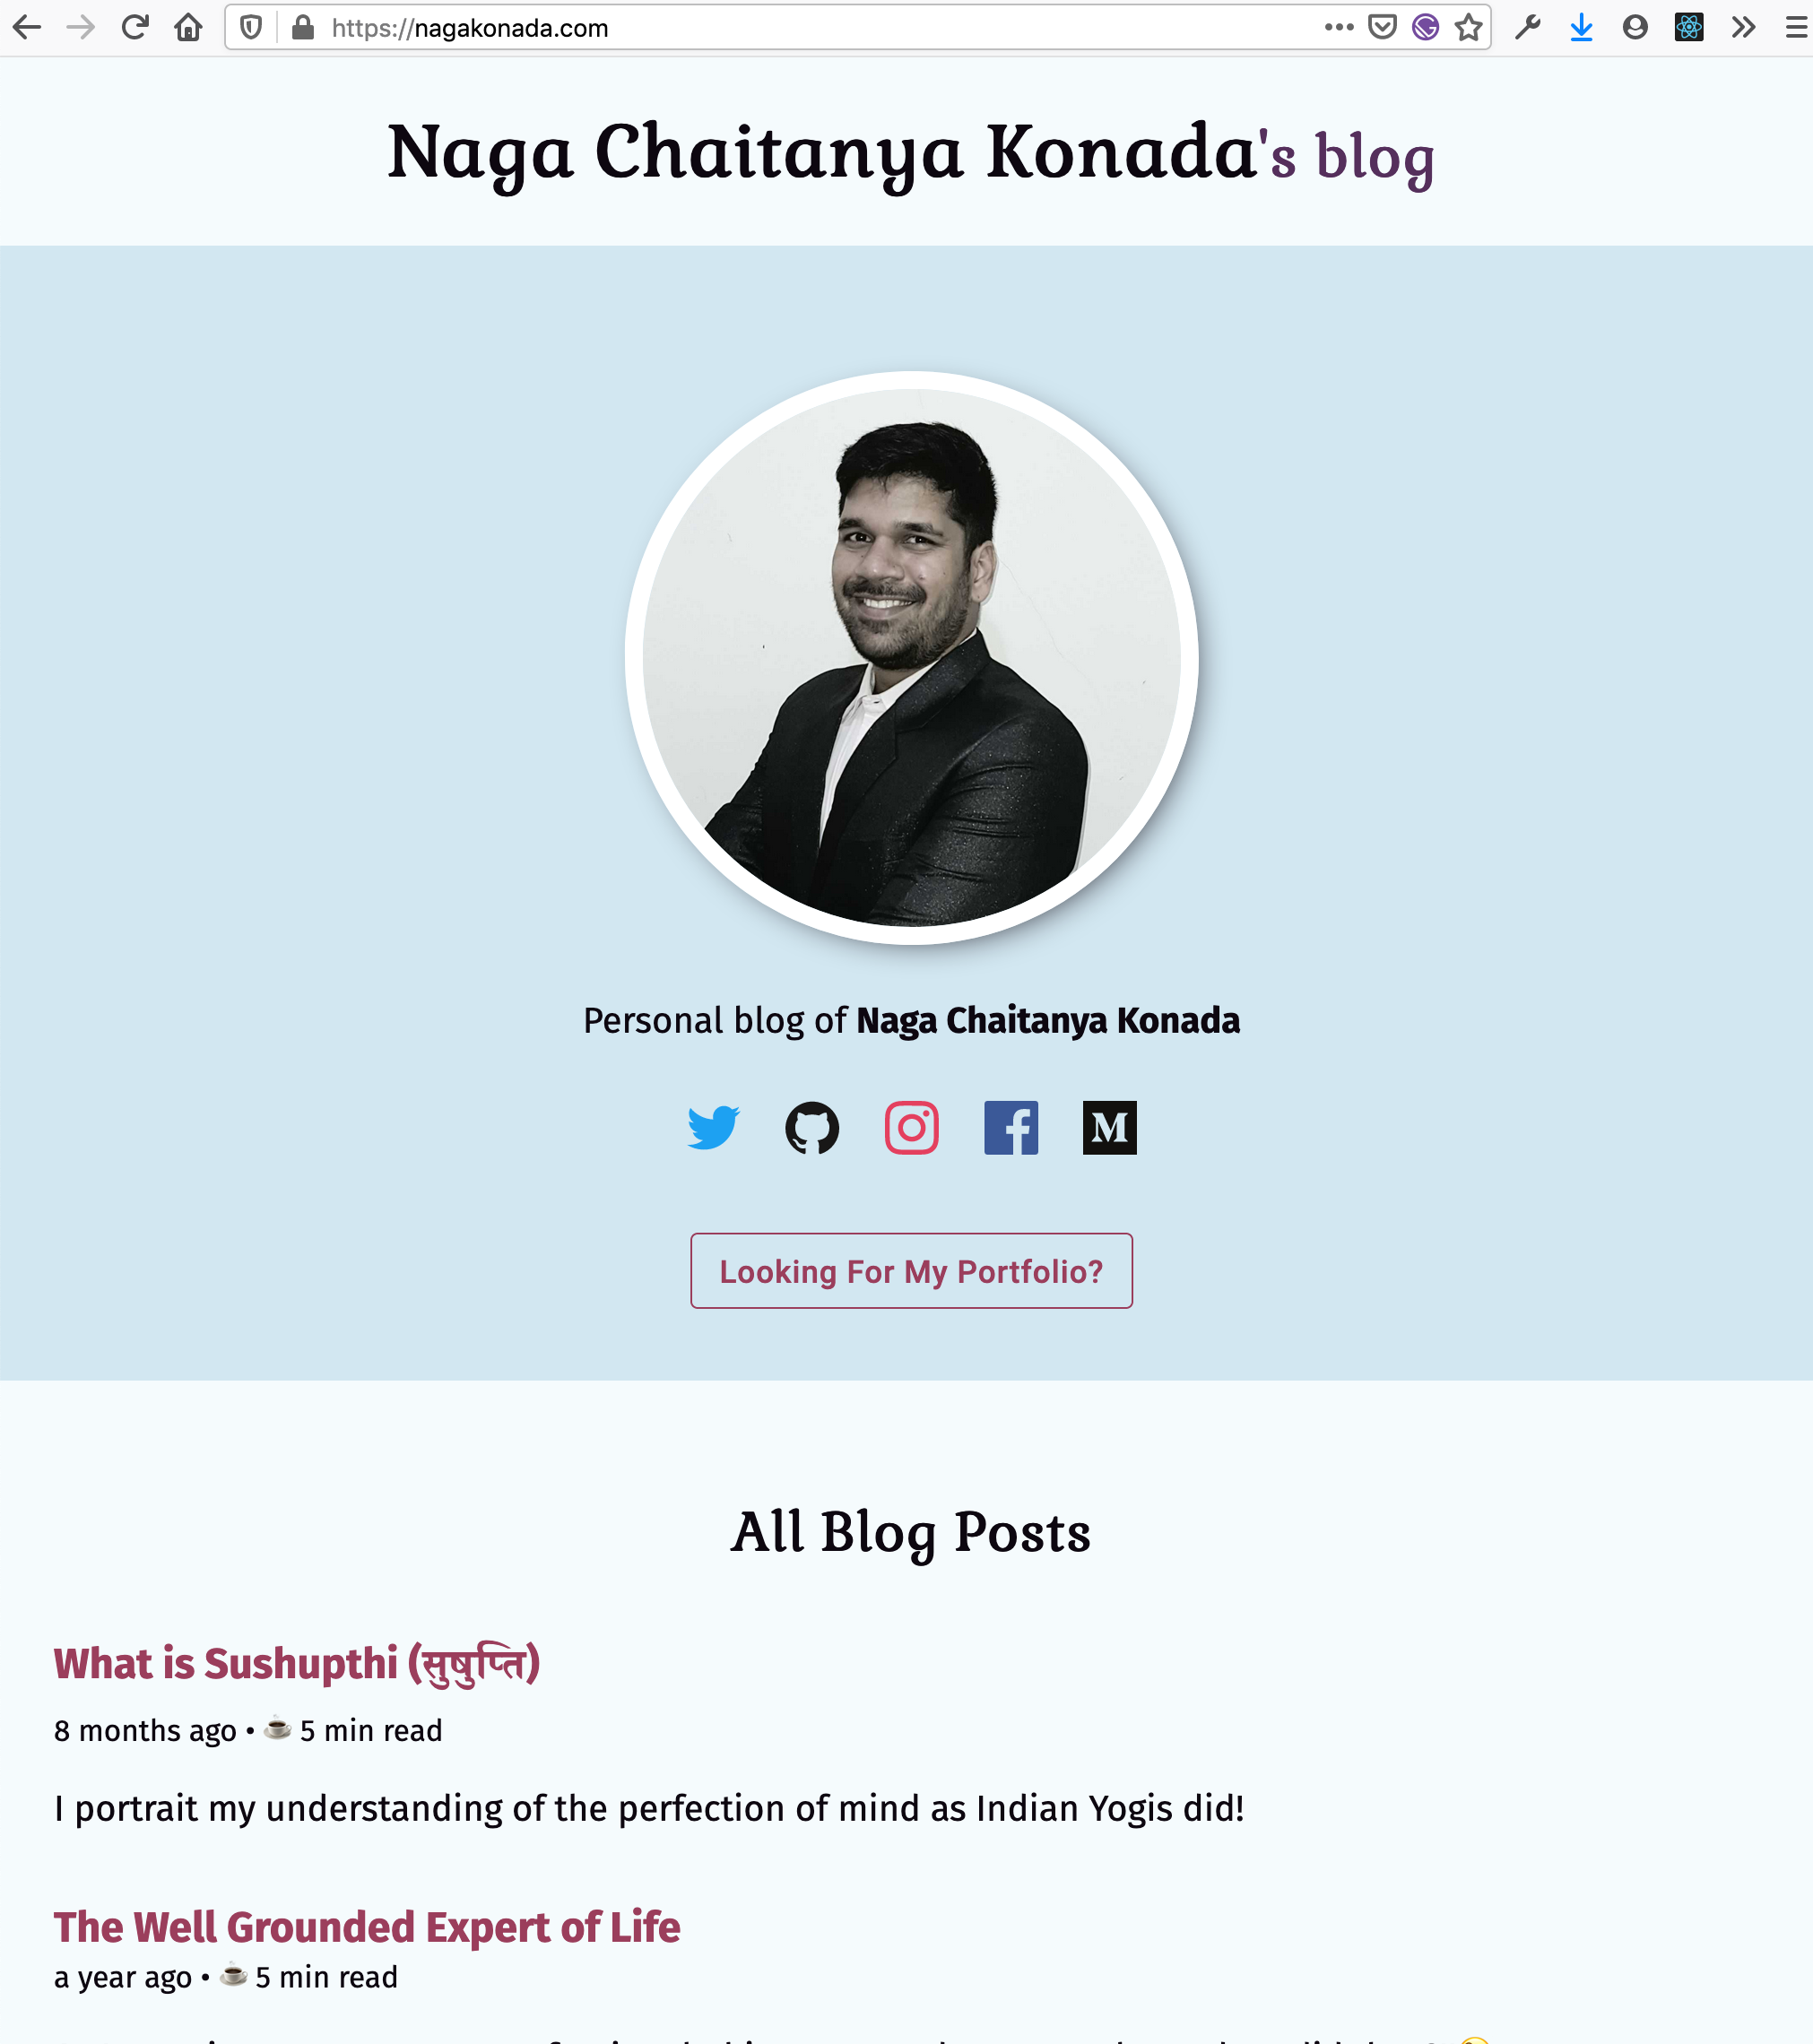 https://nagakonada.com
Naga Chaitanya Konada's blog
Personal blog of Naga Chaitanya Konada
M
Looking For My Portfolio?
All Blog Posts
What is Sushupthi (सुषुप्ति)
8 months ago • ☕ 5 min read
I portrait my understanding of the perfection of mind as Indian Yogis did!
The Well Grounded Expert of Life
a year ago • ☕ 5 min read